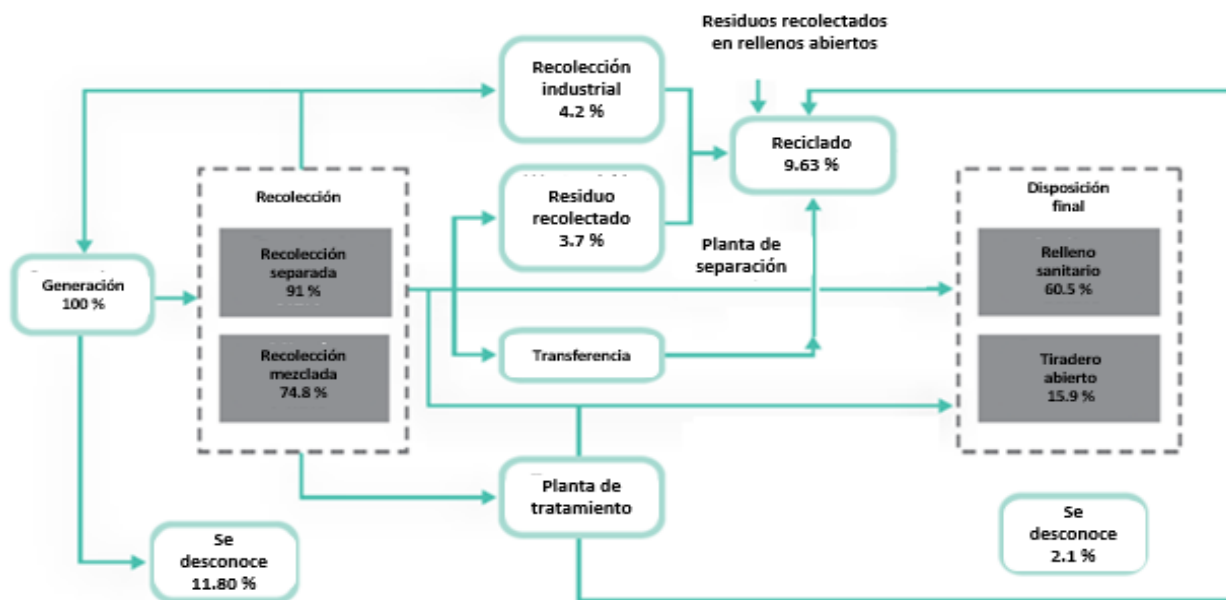 Residuos recolectados
en rellenos abiertos
Recolección
industrial
4.2 %
Reciclado
9.63 %
Recolección
Disposición
final
Residuo
recolectado
3.7 %
Recolección
separada
91 %
Planta de
separación
Relleno
sanitario
60.5 %
Generación
100 %
Recolección
mezclada
74.8 %
Transferencia
Tiradero
abierto
15.9 %
Planta de
tratamiento
Se
desconoce
11.80 %
Se
desconoce
2.1 %